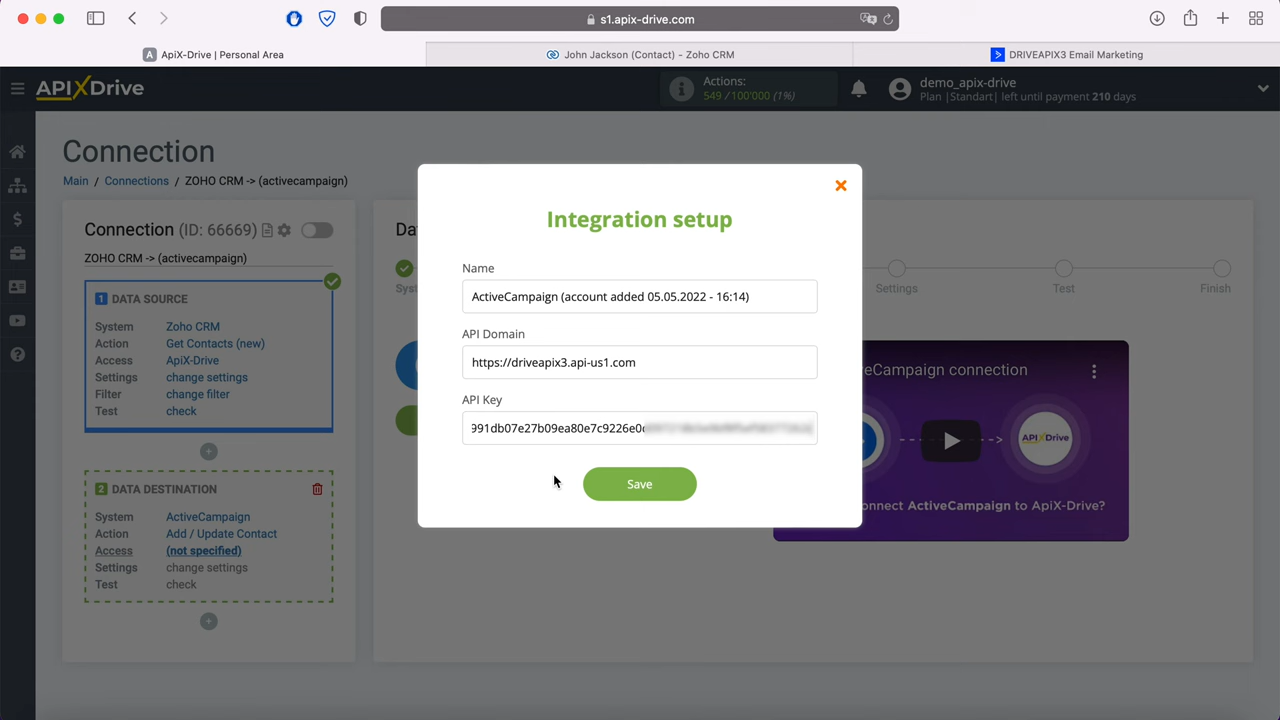 s1.apix-drive.com
A ApiX-Drive | Personal Area
John Jackson (Contact) – Zoho CRM
DRIVEAPIX3 Email Marketing
APIXDrive
Actions:
549 / 100'000 (1%)
demo_apix-drive
Plan |Standart| left until payment 210 days
Connection
Main / Connections / ZOHO CRM -> (activecampaign)
Connection (ID: 66669)
ZOHO CRM -> (activecampaign)
1 DATA SOURCE
System Zoho CRM
Action Get Contacts (new)
Access ApiX-Drive
Settings change settings
Filter change filter
Test check
2 DATA DESTINATION
System ActiveCampaign
Action Add / Update Contact
Access (not specified)
Settings change settings
Test check
Settings
Test
Finish
Integration setup
Name
ActiveCampaign (account added 05.05.2022 - 16:14)
API Domain
https://driveapix3.api-us1.com
API Key
991db07e27b09ea80e7c9226e0
Save
eCampaign connection
APIXDrive
onnect ActiveCampaign to ApiX-Drive?